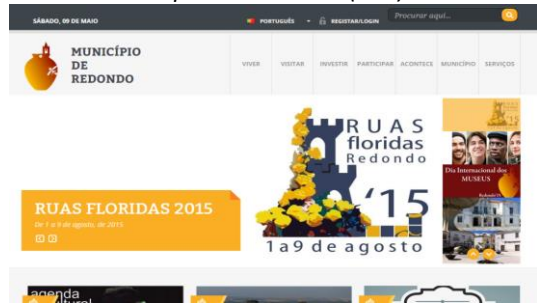 SÁBADO, 09 DE MAIO
PORTUGUÊS
REGISTAR/LOGIN
Procurar aqui...
MUNICÍPIO
DE
REDONDO
VIVER VISITAR INVESTIR PARTICIPAR ACONTECE MUNICÍPIO SERVIÇOS
RUAS
floridas
Redondo
'15
1 a 9 de agosto
RUAS FLORIDAS 2015
De 1 a 9 de agosto, de 2015
'15
Dia Internacional dos
MUSEUS
agenda
cultural